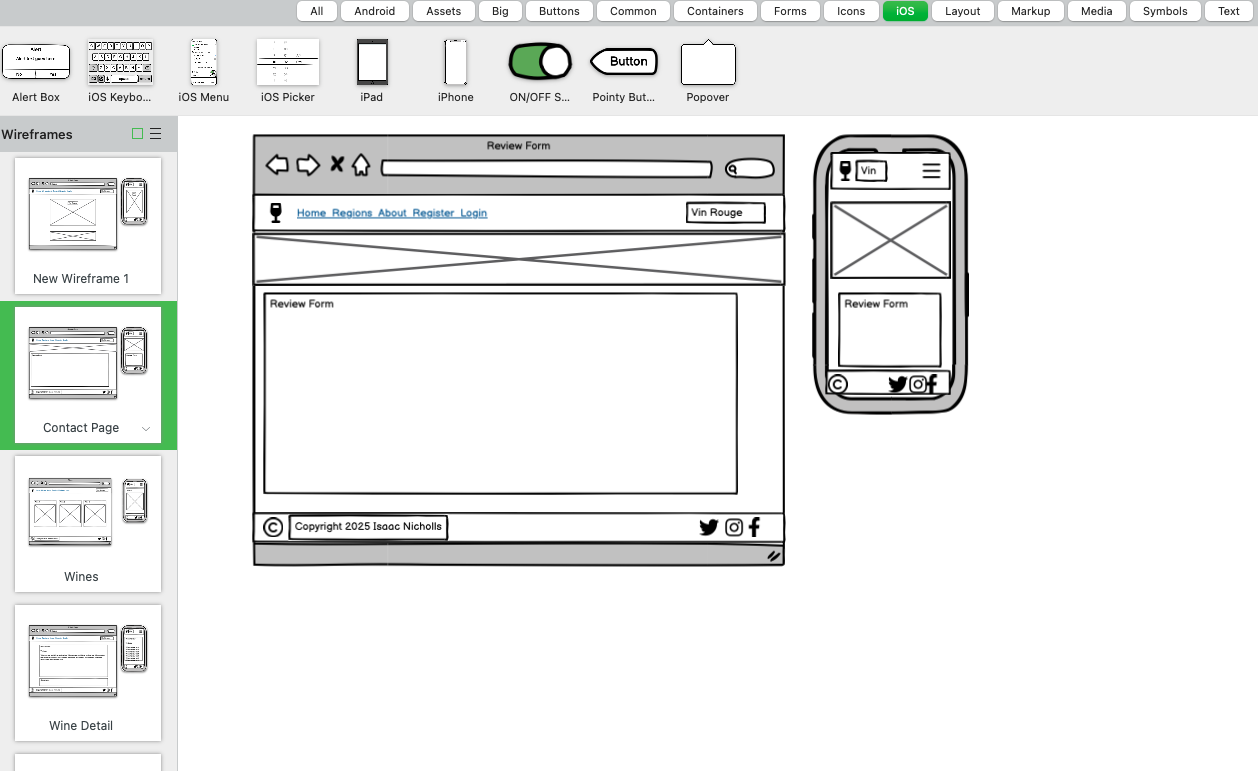 All Android Assets Big Buttons Common Containers Forms Icons iOS Layout Markup Media Symbols Text
Alert Box iOS Keybo... iOS Menu iOS Picker iPad iPhone ON/OFF S... Pointy But... Popover
Alert
No Yes
Button
Wireframes
New Wireframe 1
Contact Page
Wines
Wine Detail
Review Form
Home Regions About Register Login
Vin Rouge
Review Form
© Copyright 2025 Isaac Nicholls
Vin
Review Form
©